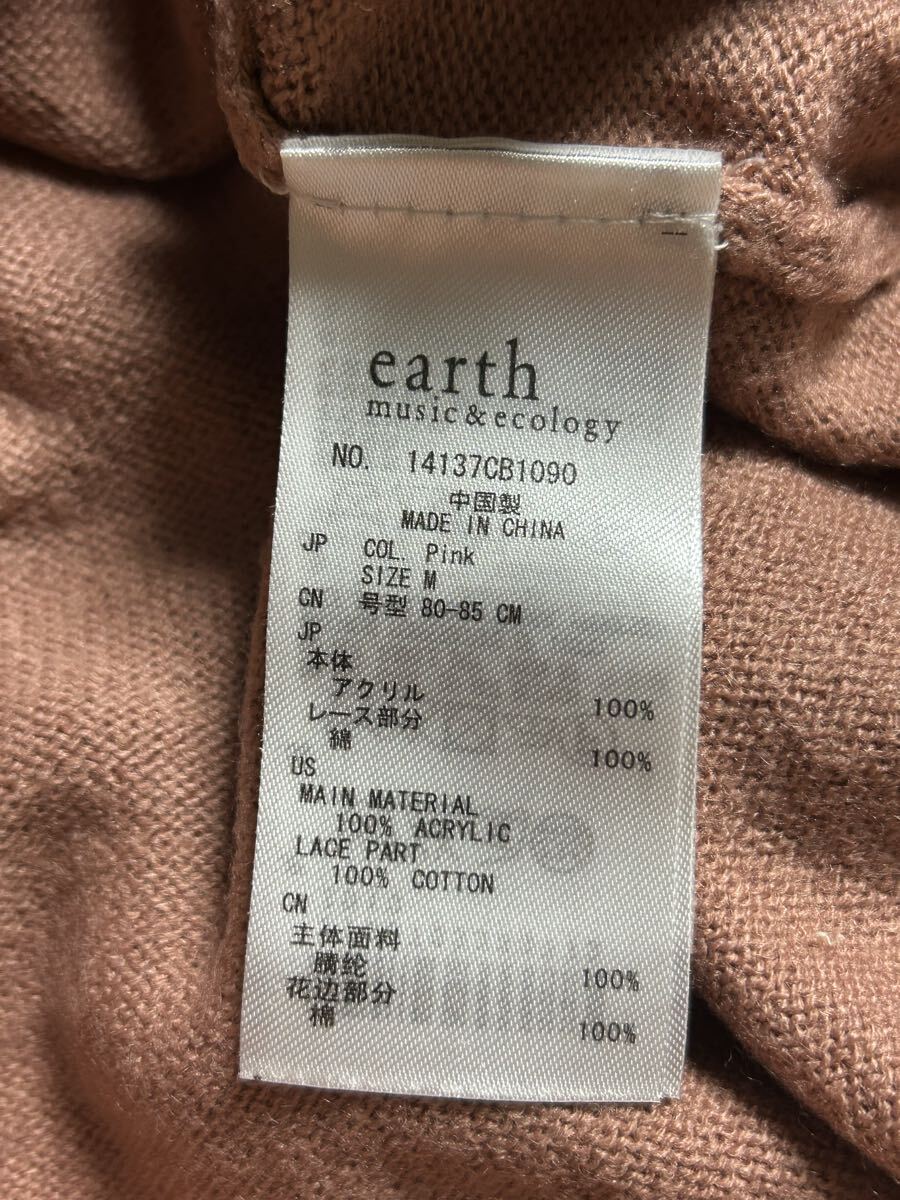 earth
music & ecology
NO. 14137CB1090
中国製
MADE IN CHINA
JP COL. Pink
SIZE M
CN 号型 80-85 CM
JP
本体
アクリル 100%
レース部分
綿 100%
US
MAIN MATERIAL
100% ACRYLIC
LACE PART
100% COTTON
CN
主体面料
腈纶 100%
花边部分
棉 100%